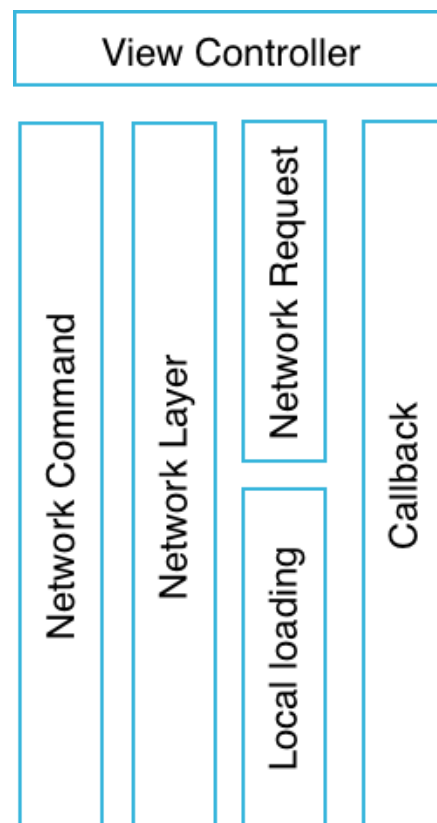 View Controller
Network Command
Network Layer
Network Request
Local loading
Callback